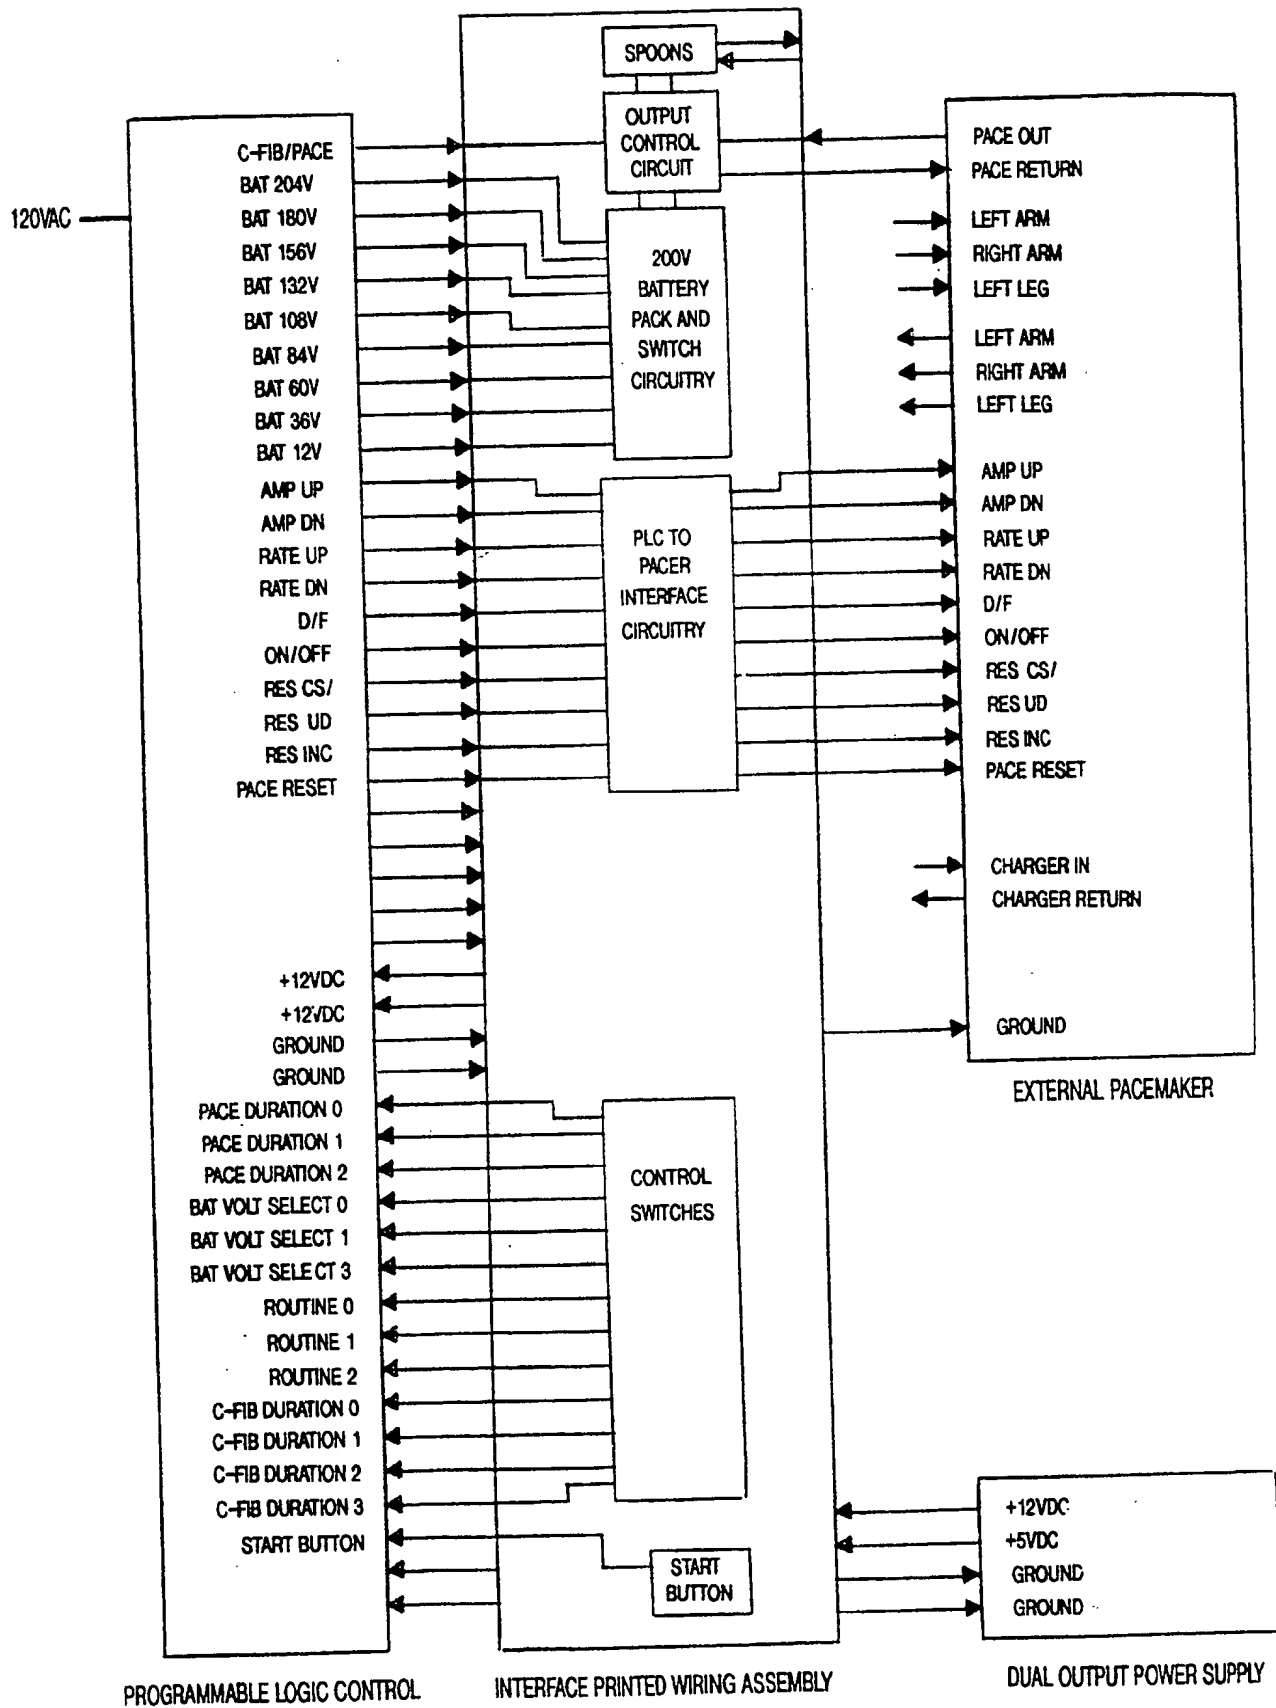 120VAC
C-FIB/PACE
BAT 204V
BAT 180V
BAT 156V
BAT 132V
BAT 108V
BAT 84V
BAT 60V
BAT 36V
BAT 12V
AMP UP
AMP DN
RATE UP
RATE DN
D/F
ON/OFF
RES CS/
RES UD
RES INC
PACE RESET
+12VDC
+12VDC
GROUND
GROUND
PACE DURATION 0
PACE DURATION 1
PACE DURATION 2
BAT VOLT SELECT 0
BAT VOLT SELECT 1
BAT VOLT SELECT 3
ROUTINE 0
ROUTINE 1
ROUTINE 2
C-FIB DURATION 0
C-FIB DURATION 1
C-FIB DURATION 2
C-FIB DURATION 3
START BUTTON
PROGRAMMABLE LOGIC CONTROL
SPOONS
OUTPUT
CONTROL
CIRCUIT
200V
BATTERY
PACK AND
SWITCH
CIRCUITRY
PLC TO
PACER
INTERFACE
CIRCUITRY
CONTROL
SWITCHES
START
BUTTON
INTERFACE PRINTED WIRING ASSEMBLY
PACE OUT
PACE RETURN
LEFT ARM
RIGHT ARM
LEFT LEG
LEFT ARM
RIGHT ARM
LEFT LEG
AMP UP
AMP DN
RATE UP
RATE DN
D/F
ON/OFF
RES CS/
RES UD
RES INC
PACE RESET
CHARGER IN
CHARGER RETURN
GROUND
EXTERNAL PACEMAKER
+12VDC
+5VDC
GROUND
GROUND
DUAL OUTPUT POWER SUPPLY